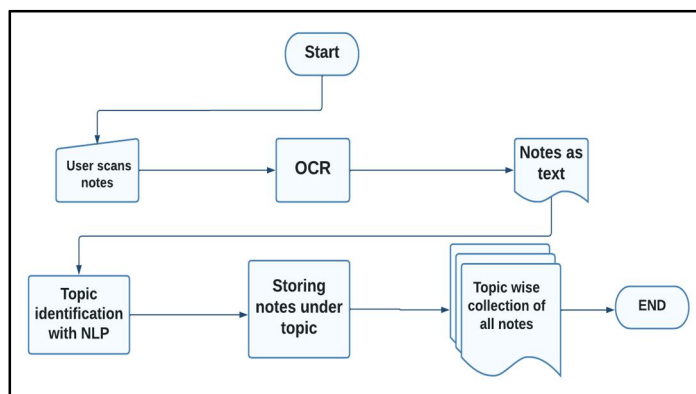 Start
User scans
notes
OCR
Notes as
text
Topic
identification
with NLP
Storing
notes under
topic
Topic wise
collection of
all notes
END